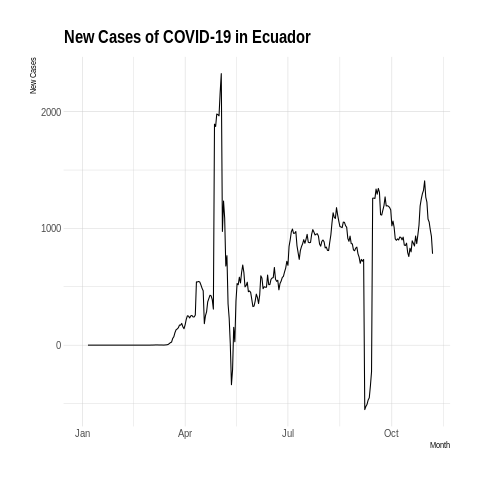 New Cases of COVID-19 in Ecuador
New Cases
2000
1000
0
Jan Apr Jul Oct
Month